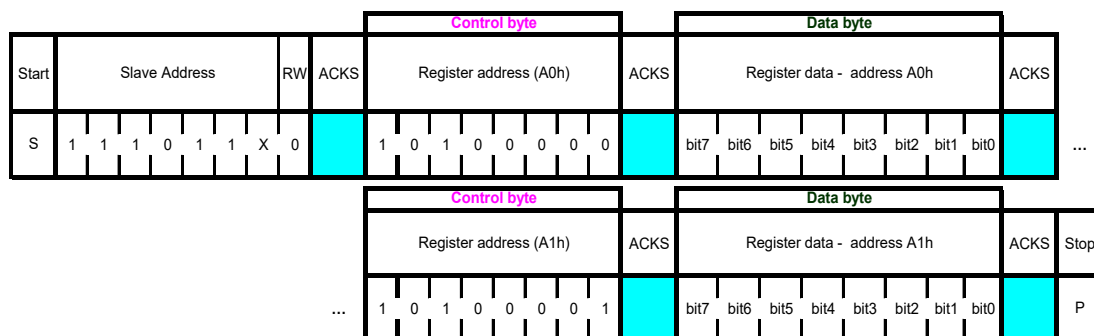 Control byte Data byte
Start Slave Address RW ACKS Register address (A0h) ACKS Register data - address A0h ACKS
S 1 1 1 0 1 1 X 0 1 0 1 0 0 0 0 0 bit7 bit6 bit5 bit4 bit3 bit2 bit1 bit0 ...
Control byte Data byte
Register address (A1h) ACKS Register data - address A1h ACKS Stop
... 1 0 1 0 0 0 0 1 bit7 bit6 bit5 bit4 bit3 bit2 bit1 bit0 P